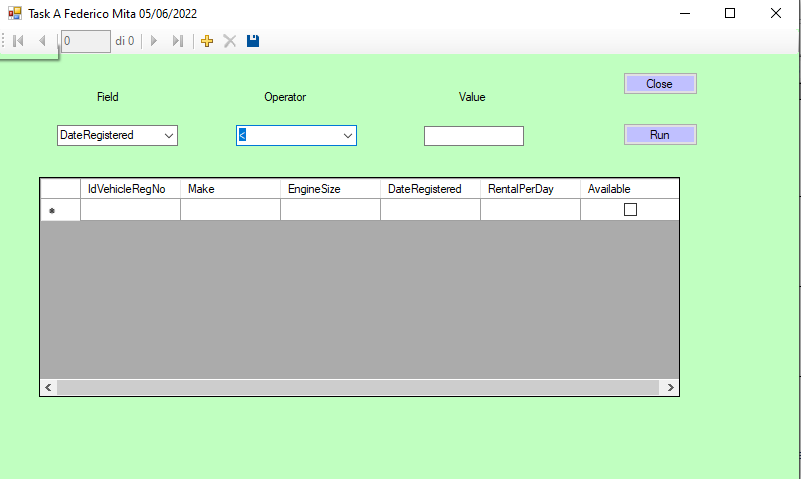 Task A Federico Mita 05/06/2022
0 di 0
Close
Field Operator Value
DateRegistered < Run
IdVehicleRegNo Make EngineSize DateRegistered RentalPerDay Available